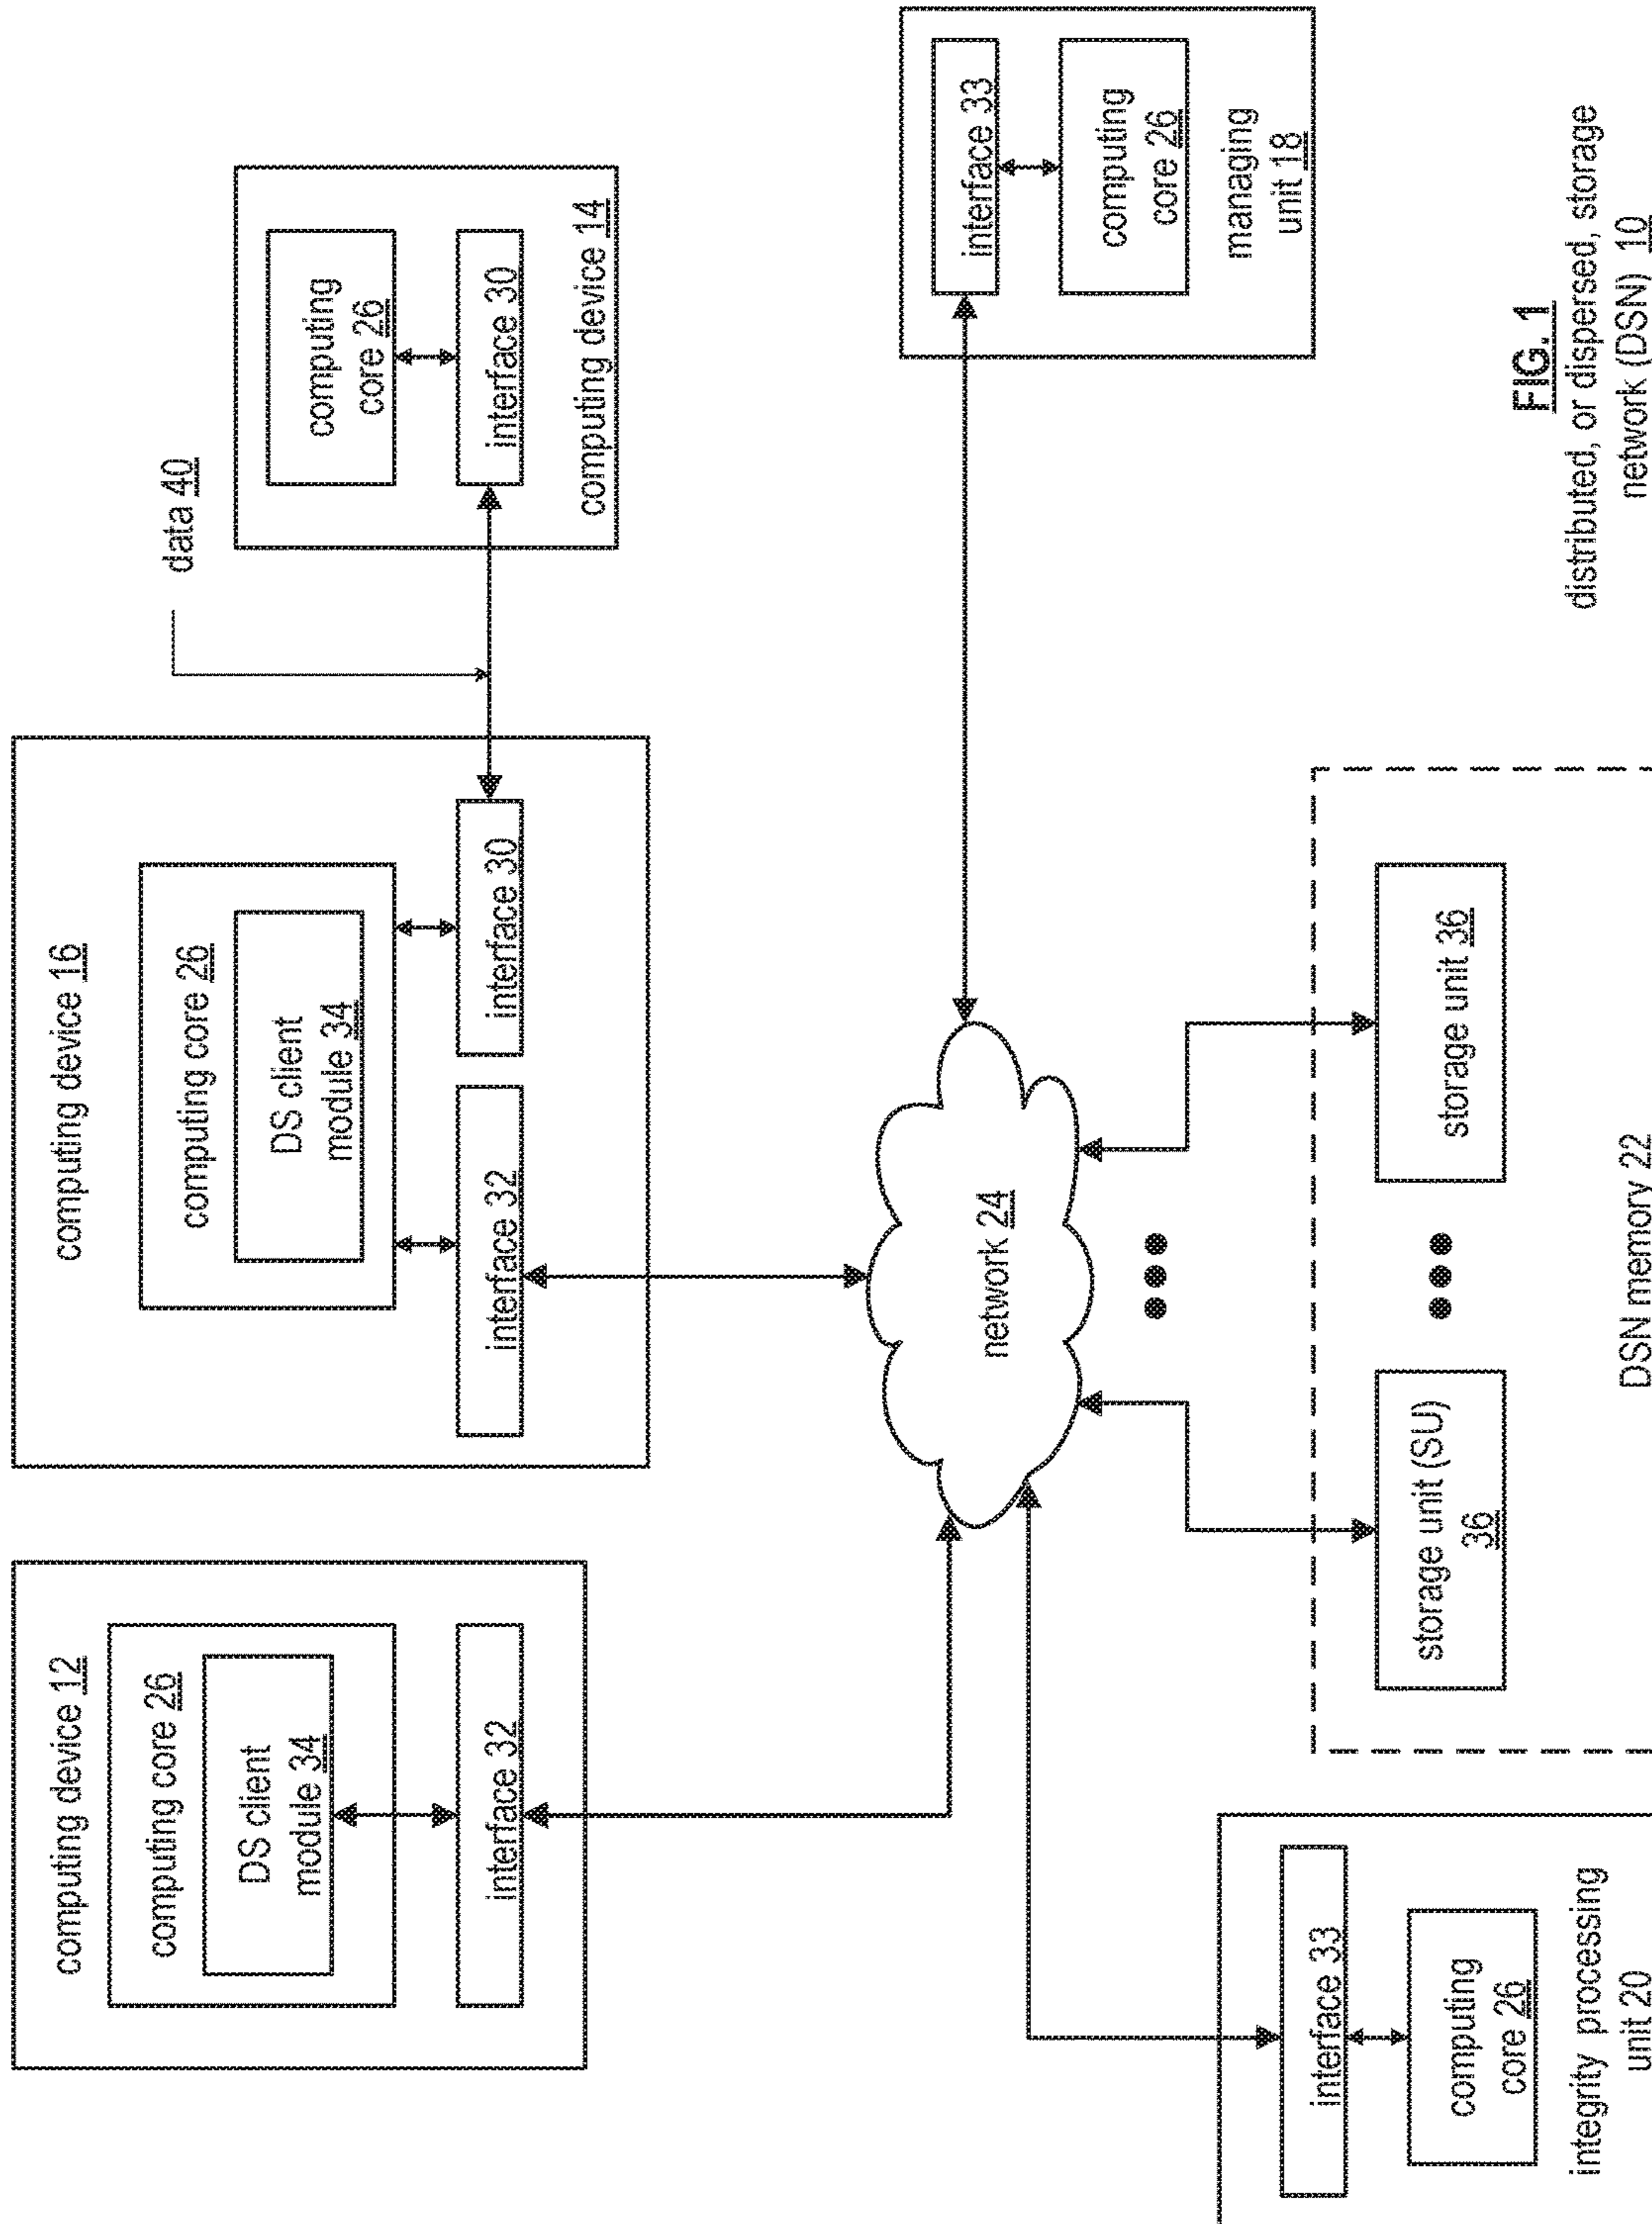 computing device 12
computing core 26
DS client
module 34
interface 32
computing device 16
computing core 26
DS client
module 34
interface 32
interface 30
data 40
computing
core 26
interface 30
computing device 14
network 24
interface 33
computing
core 26
managing
unit 18
interface 33
computing
core 26
integrity processing
unit 20
storage unit (SU)
36
storage unit 36
DSN memory 22
FIG. 1
distributed, or dispersed, storage
network (DSN) 10